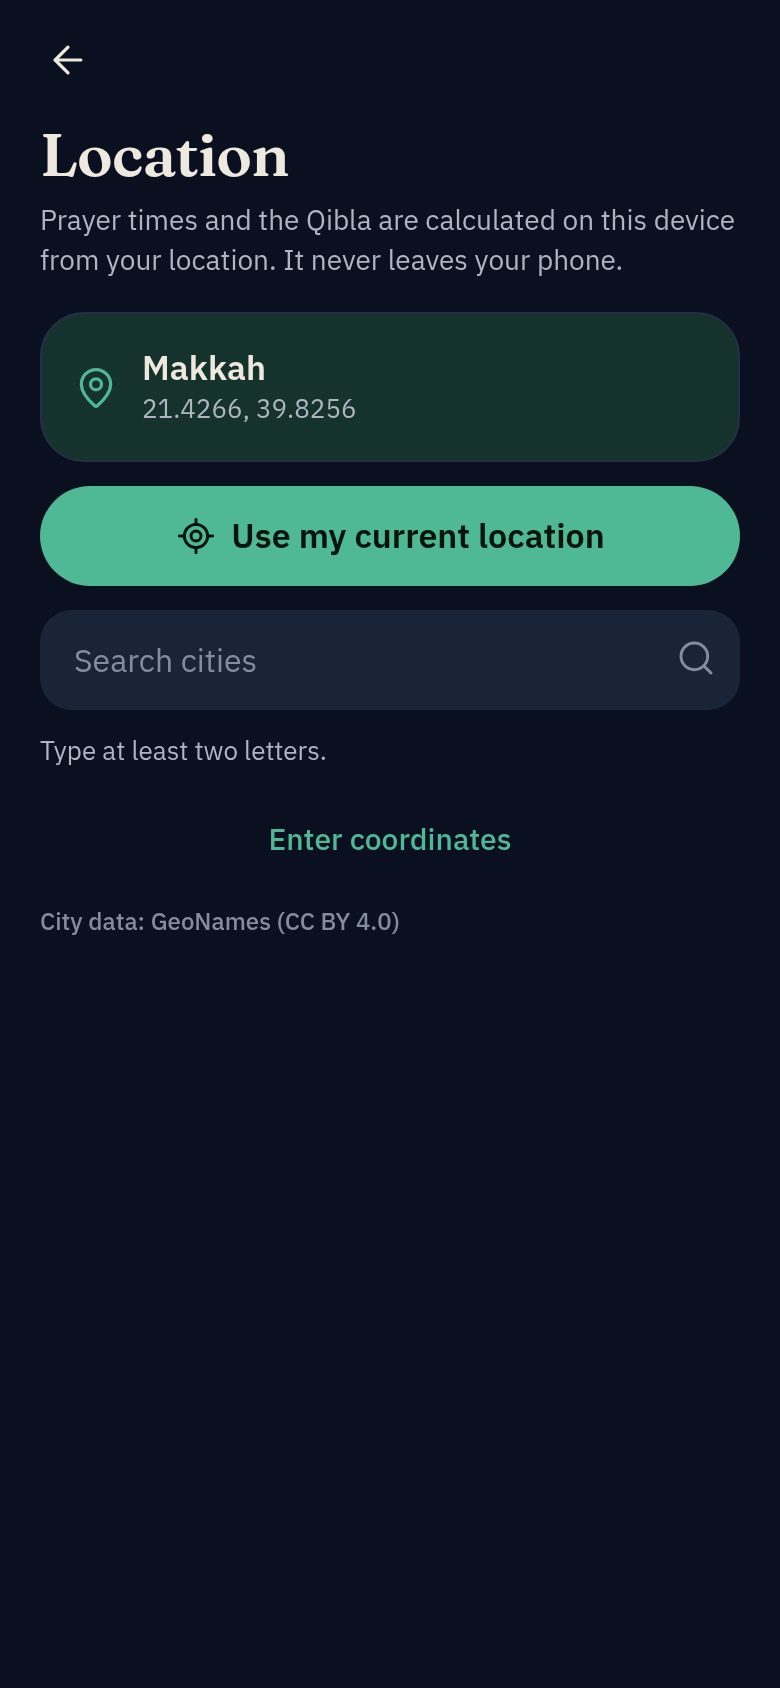 Location
Prayer times and the Qibla are calculated on this device
from your location. It never leaves your phone.
Makkah
21.4266, 39.8256
Use my current location
Search cities
Type at least two letters.
Enter coordinates
City data: GeoNames (CC BY 4.0)